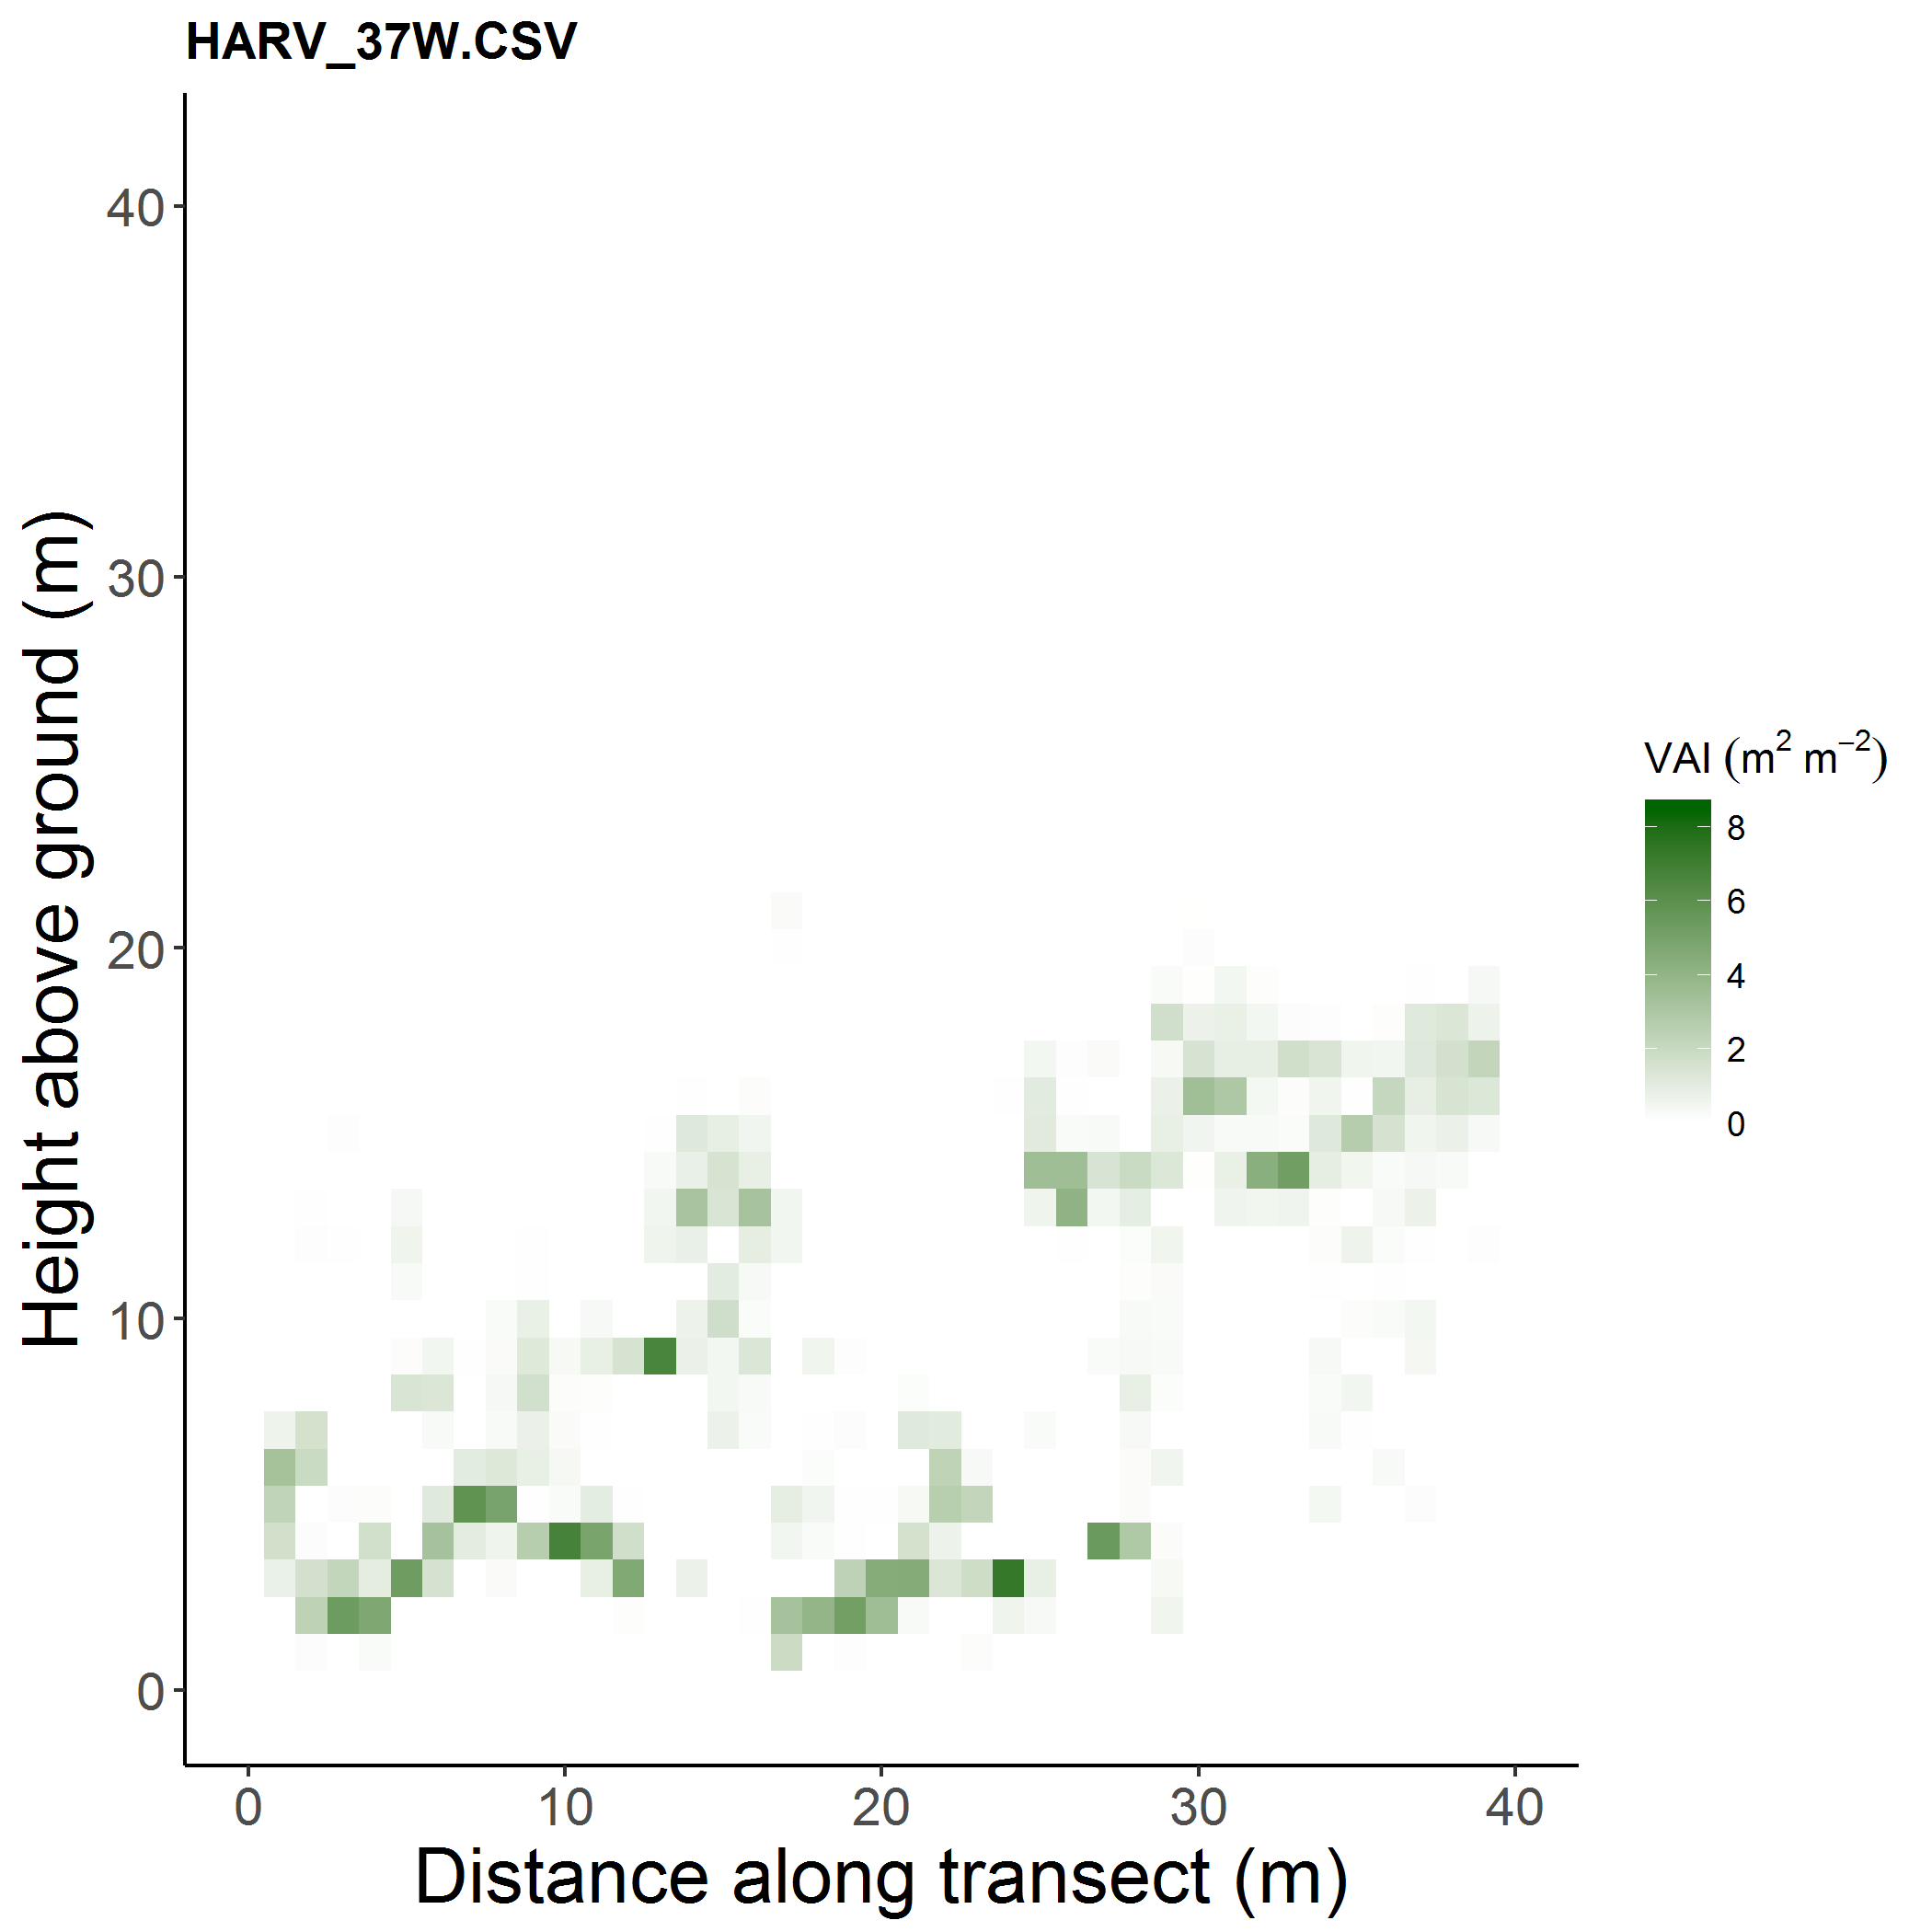 HARV_37W.CSV
40
30
20
10
0
Height above ground (m)
0 10 20 30 40
Distance along transect (m)
VAI (m² m⁻²)
8
6
4
2
0